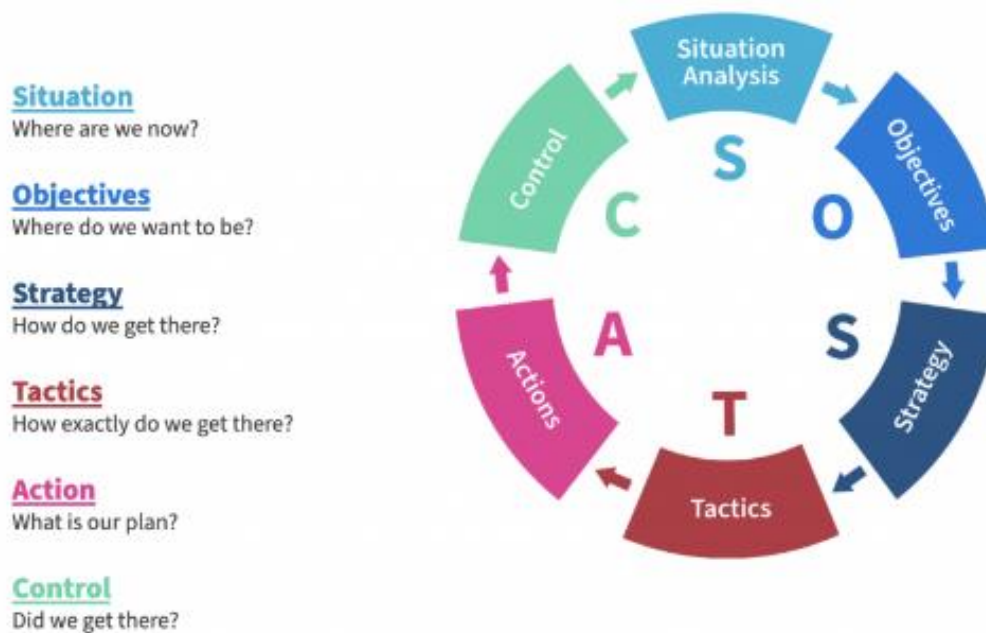 Situation
Where are we now?
Objectives
Where do we want to be?
Strategy
How do we get there?
Tactics
How exactly do we get there?
Action
What is our plan?
Control
Did we get there?
Situation
Analysis
Objectives
Strategy
Tactics
Actions
Control
S
O
S
T
A
C